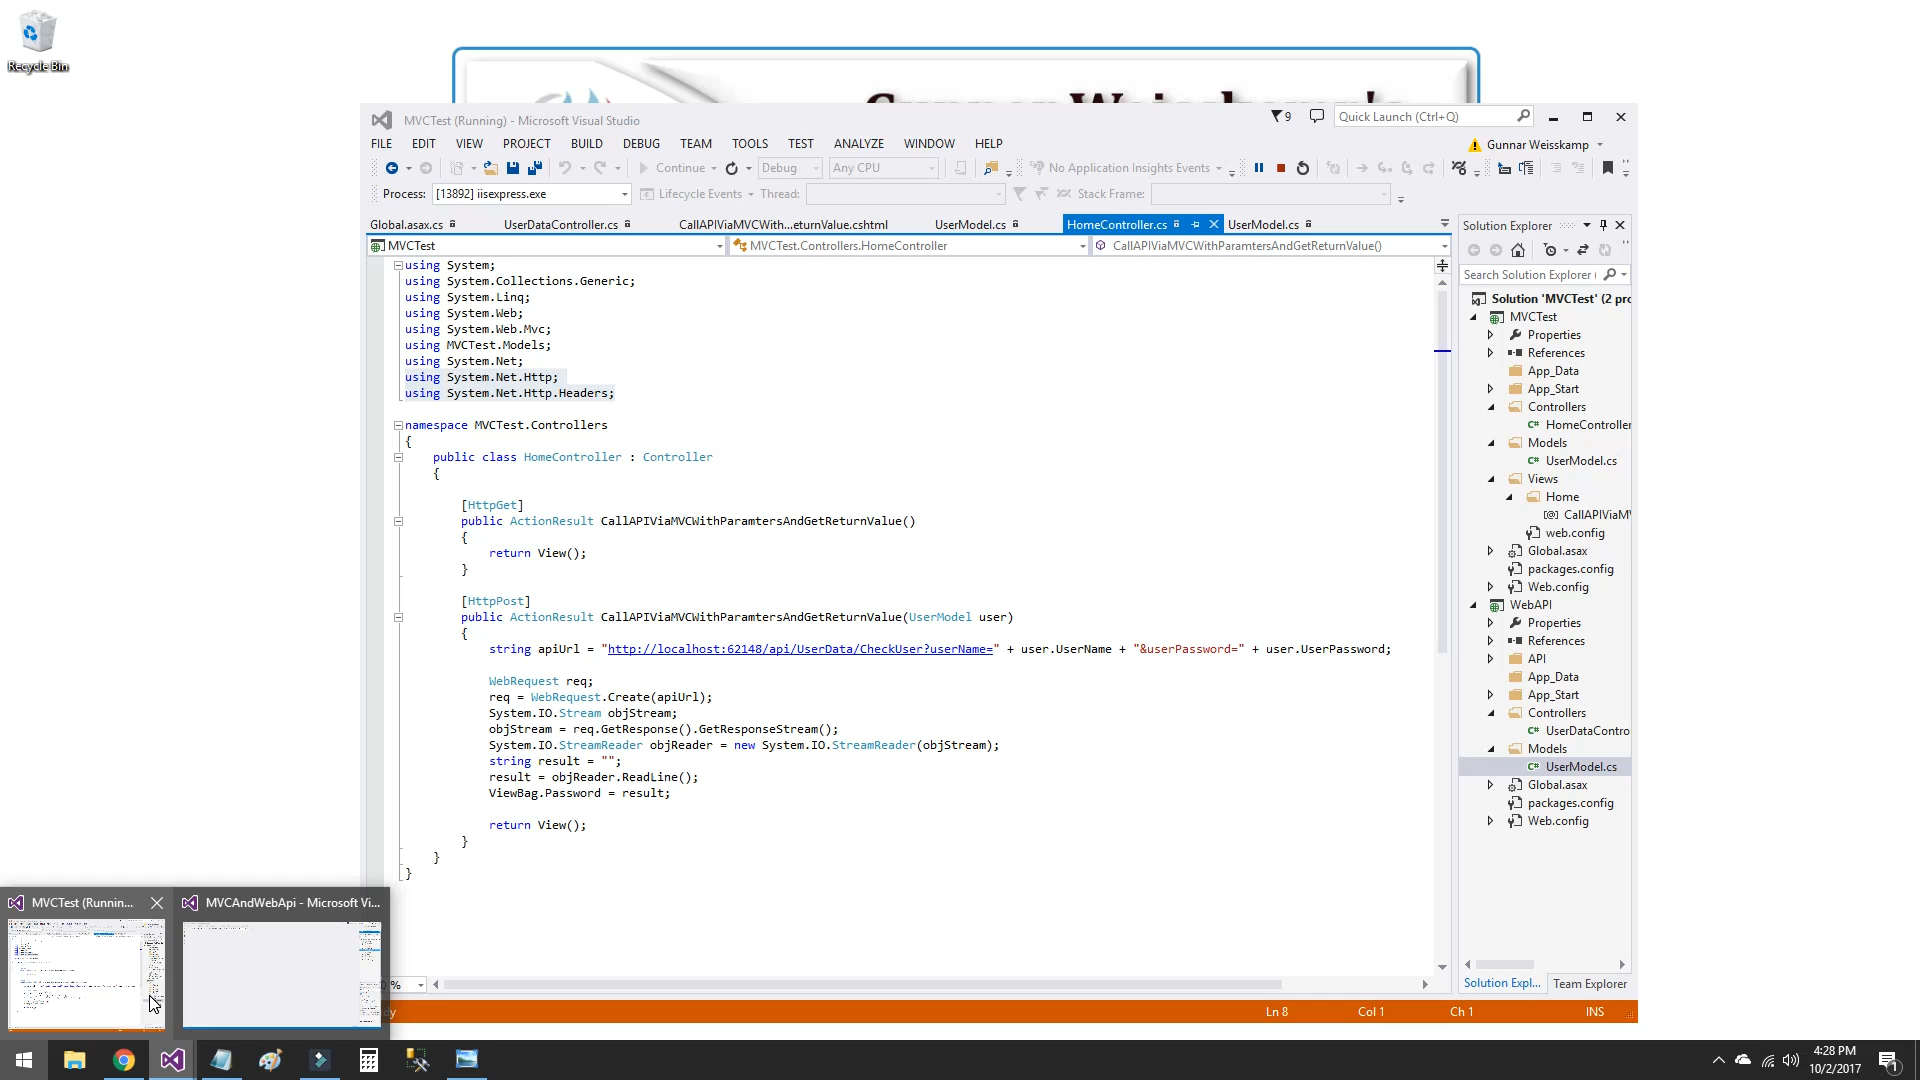 Recycle Bin
MVCTest (Running) - Microsoft Visual Studio
9
Quick Launch (Ctrl+Q)
FILE EDIT VIEW PROJECT BUILD DEBUG TEAM TOOLS TEST ANALYZE WINDOW HELP
Gunnar Weisskamp
Continue Debug Any CPU No Application Insights Events
Process: [13892] iisexpress.exe Lifecycle Events Thread: Stack Frame:
Global.asax.cs UserDataController.cs CallAPIViaMVCWith...eturnValue.cshtml UserModel.cs HomeController.cs UserModel.cs
MVCTest MVCTest.Controllers.HomeController CallAPIViaMVCWithParamtersAndGetReturnValue()
using System;
using System.Collections.Generic;
using System.Linq;
using System.Web;
using System.Web.Mvc;
using MVCTest.Models;
using System.Net;
using System.Net.Http;
using System.Net.Http.Headers;
namespace MVCTest.Controllers
{
public class HomeController : Controller
{
[HttpGet]
public ActionResult CallAPIViaMVCWithParamtersAndGetReturnValue()
{
return View();
}
[HttpPost]
public ActionResult CallAPIViaMVCWithParamtersAndGetReturnValue(UserModel user)
{
string apiUrl = "http://localhost:62148/api/UserData/CheckUser?userName=" + user.UserName + "&userPassword=" + user.UserPassword;
WebRequest req;
req = WebRequest.Create(apiUrl);
System.IO.Stream objStream;
objStream = req.GetResponse().GetResponseStream();
System.IO.StreamReader objReader = new System.IO.StreamReader(objStream);
string result = "";
result = objReader.ReadLine();
ViewBag.Password = result;
return View();
}
}
}
Solution Explorer
Search Solution Explorer (
Solution 'MVCTest' (2 pro
MVCTest
Properties
References
App_Data
App_Start
Controllers
HomeController
Models
UserModel.cs
Views
Home
CallAPIViaMV
web.config
Global.asax
packages.config
Web.config
WebAPI
Properties
References
API
App_Data
App_Start
Controllers
UserDataContro
Models
UserModel.cs
Global.asax
packages.config
Web.config
Solution Expl... Team Explorer
MVCTest (Runnin... MVCAndWebApi - Microsoft Vi...
%
Ln 8 Col 1 Ch 1 INS
4:28 PM
10/2/2017
1